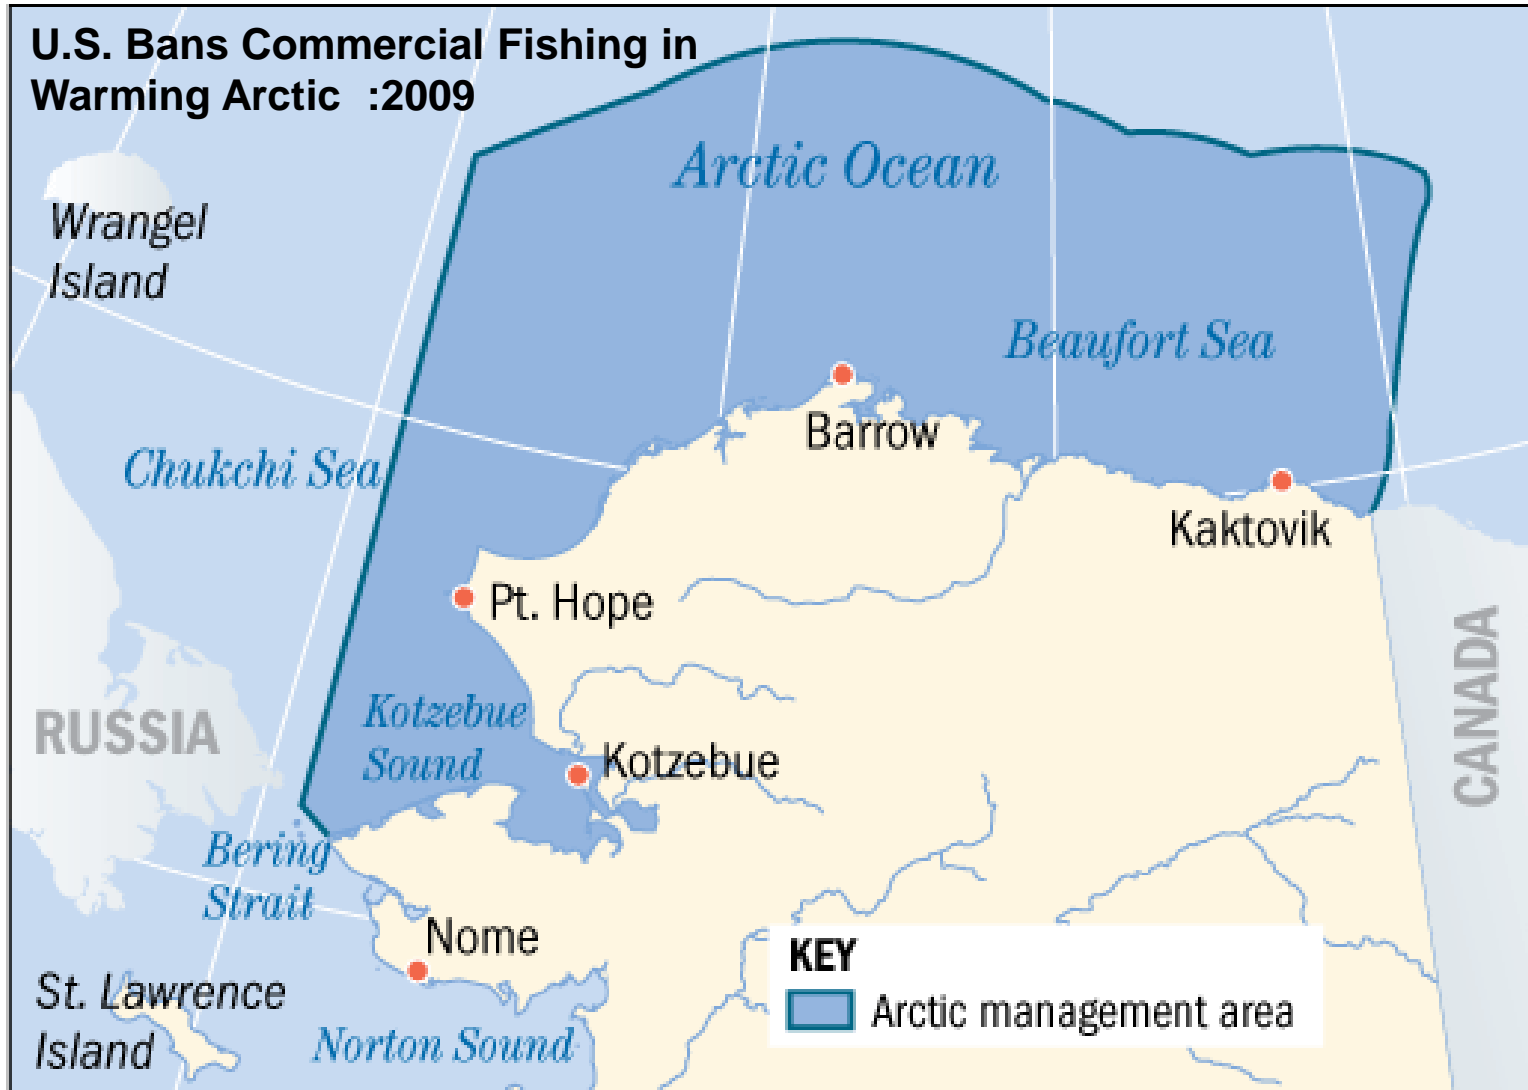 U.S. Bans Commercial Fishing in
Warming Arctic :2009
Arctic Ocean
Wrangel
Island
Beaufort Sea
Barrow
Chukchi Sea
Kaktovik
Pt. Hope
CANADA
Kotzebue
Sound
RUSSIA
Kotzebue
Bering
Strait
Nome
KEY
Arctic management area
St. Lawrence
Island
Norton Sound